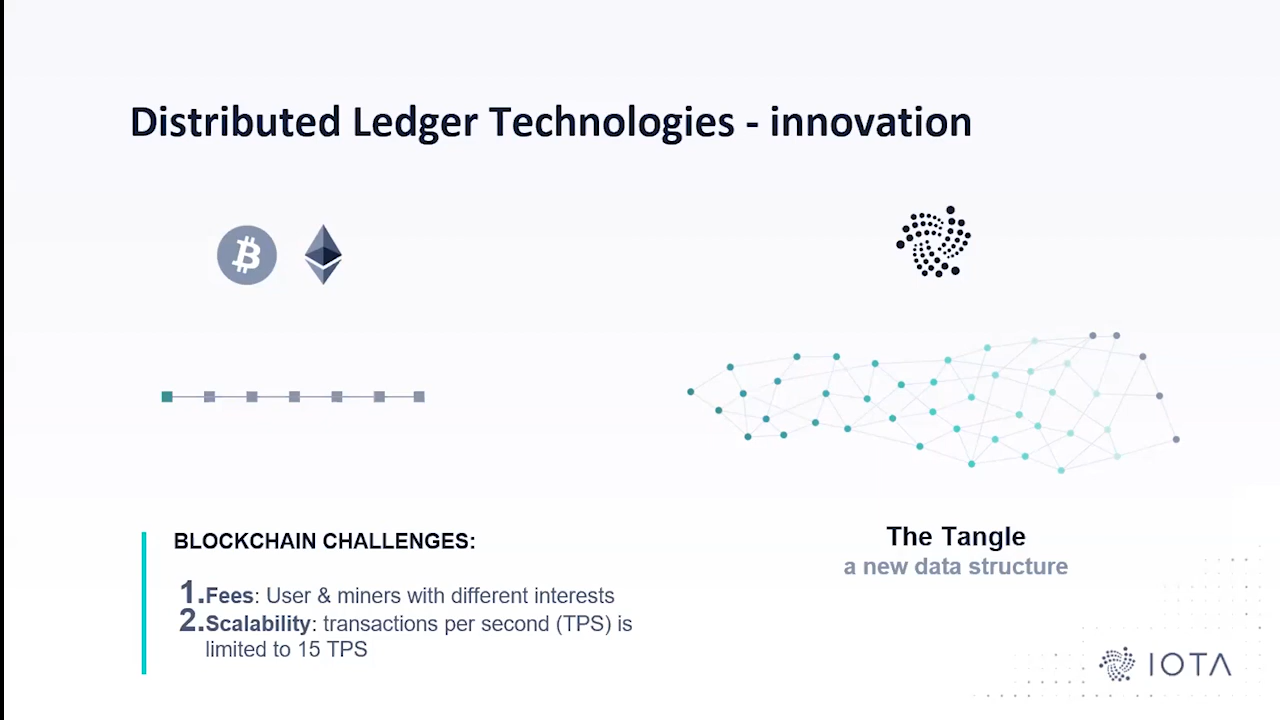 Distributed Ledger Technologies - innovation
BLOCKCHAIN CHALLENGES:
1.Fees: User & miners with different interests
2.Scalability: transactions per second (TPS) is
limited to 15 TPS
The Tangle
a new data structure
IOTA